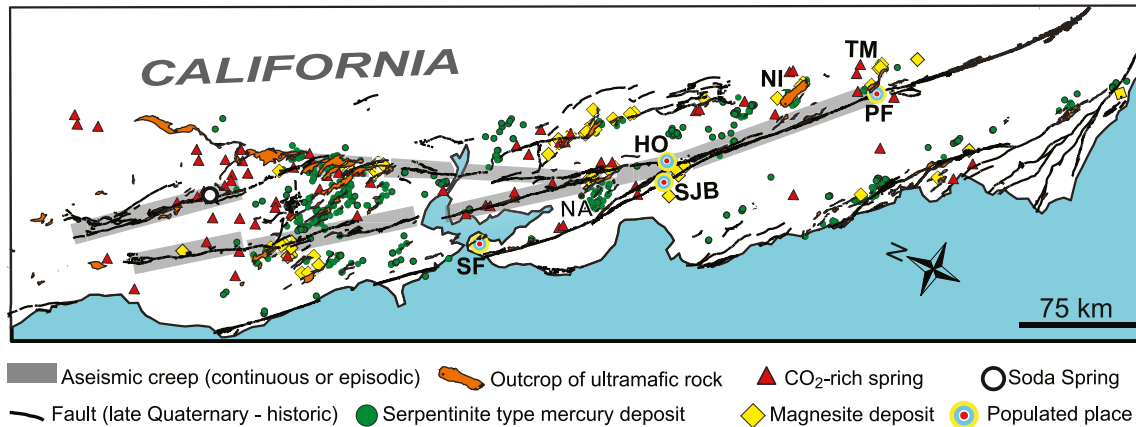 CALIFORNIA
TM
NI
PF
HO
SJB
NA
SF
N
75 km
Aseismic creep (continuous or episodic)
Outcrop of ultramafic rock
CO₂-rich spring
Soda Spring
Fault (late Quaternary - historic)
Serpentinite type mercury deposit
Magnesite deposit
Populated place